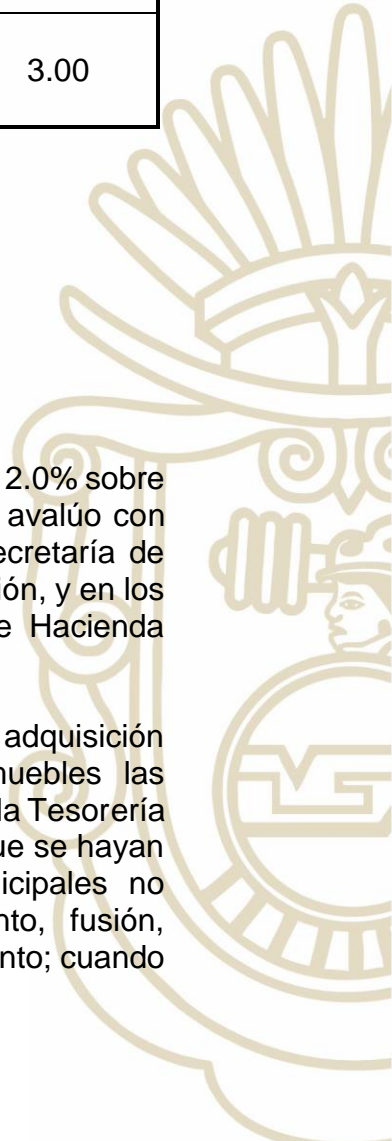 3.00
2.0% sobre
avalúo con
ecretaría de
ión, y en los
e Hacienda
adquisición
nuebles las
la Tesorería
ue se hayan
icipales no
nto, fusión,
nto; cuando